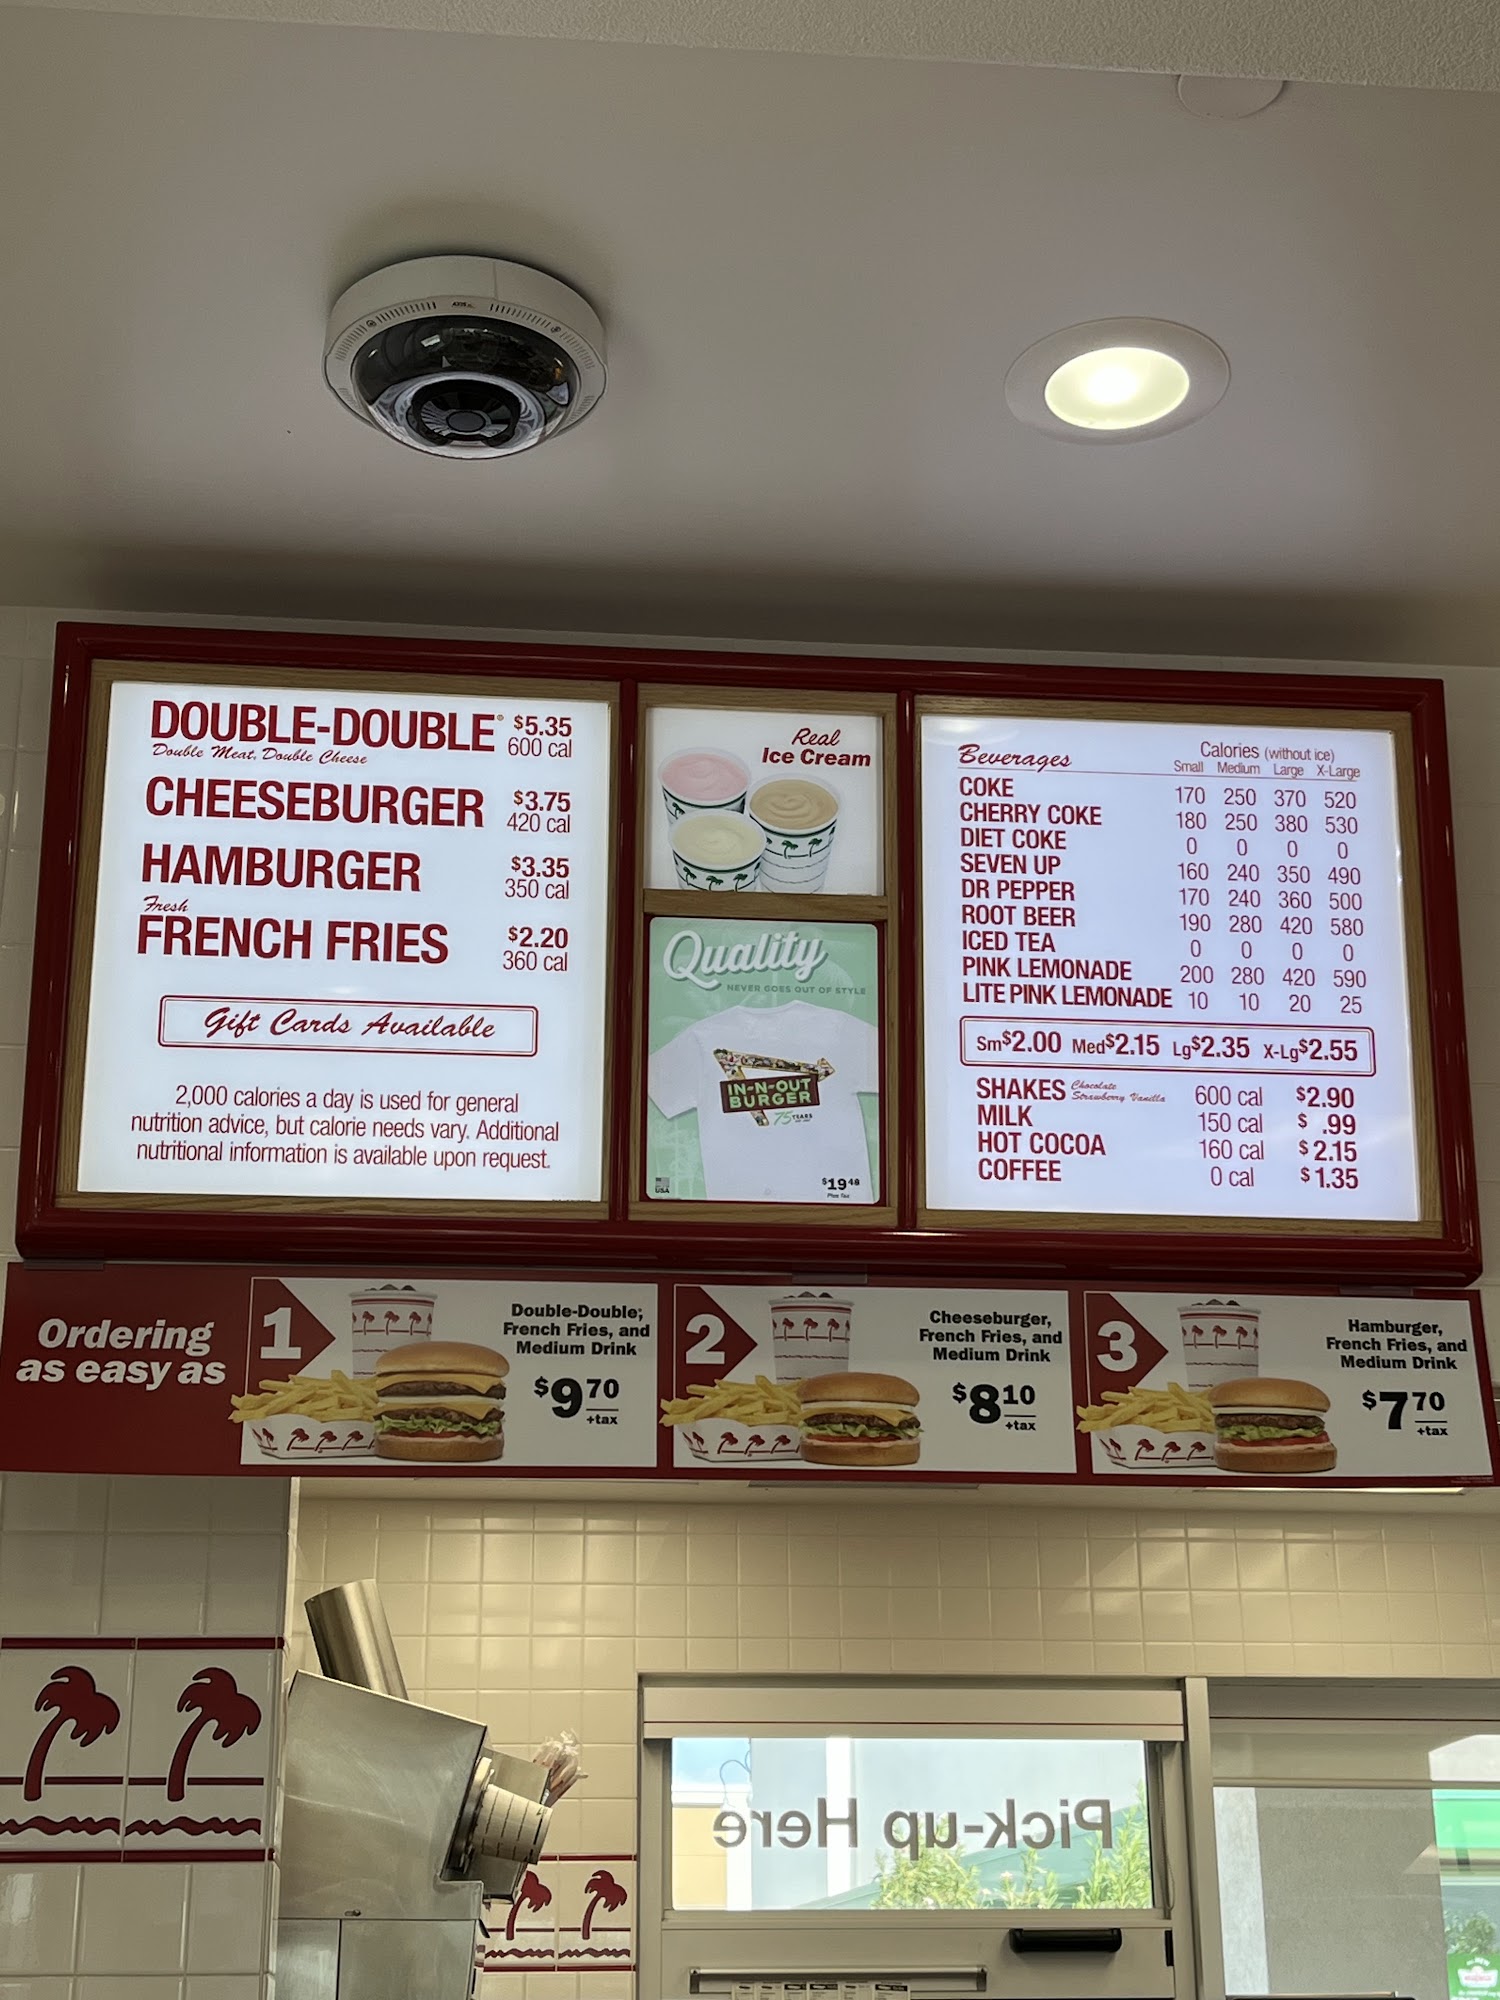 AXIS
DOUBLE-DOUBLE® $5.35
Double Meat, Double Cheese 600 cal
CHEESEBURGER $3.75
420 cal
HAMBURGER $3.35
350 cal
Fresh
FRENCH FRIES $2.20
360 cal
Gift Cards Available
2,000 calories a day is used for general
nutrition advice, but calorie needs vary. Additional
nutritional information is available upon request.
Real
Ice Cream
Quality
NEVER GOES OUT OF STYLE
IN-N-OUT
BURGER
75 YEARS
USA
$19.48
Plus Tax
Beverages Calories (without ice)
Small Medium Large X-Large
COKE 170 250 370 520
CHERRY COKE 180 250 380 530
DIET COKE 0 0 0 0
SEVEN UP 160 240 350 490
DR PEPPER 170 240 360 500
ROOT BEER 190 280 420 580
ICED TEA 0 0 0 0
PINK LEMONADE 200 280 420 590
LITE PINK LEMONADE 10 10 20 25
Sm$2.00 Med$2.15 Lg$2.35 X-Lg$2.55
SHAKES Chocolate Strawberry Vanilla 600 cal $2.90
MILK 150 cal $ .99
HOT COCOA 160 cal $2.15
COFFEE 0 cal $1.35
Ordering
as easy as
1
Double-Double,
French Fries, and
Medium Drink
$9.70
+tax
2
Cheeseburger,
French Fries, and
Medium Drink
$8.10
+tax
3
Hamburger,
French Fries, and
Medium Drink
$7.70
+tax
Pick-up Here